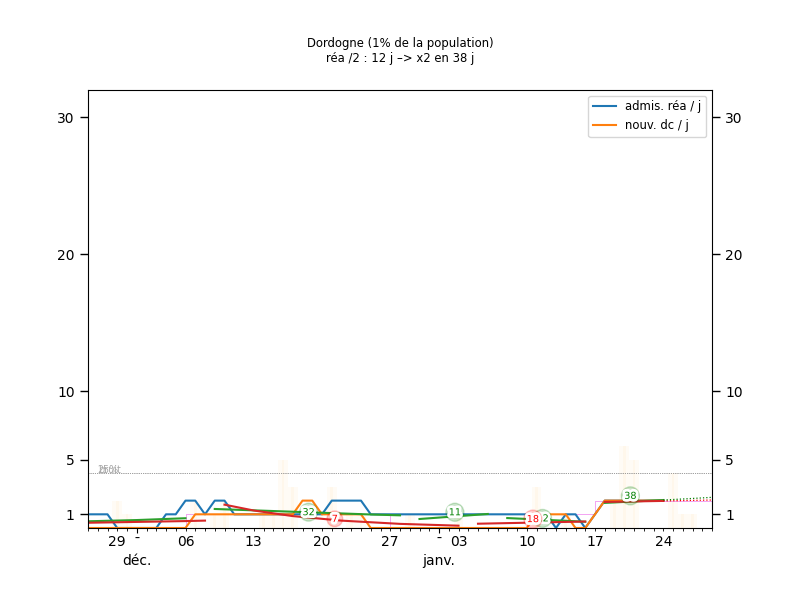 Dordogne (1% de la population)
réa /2 : 12 j –> x2 en 38 j
admis. réa / j
nouv. dc / j
30 30
20 20
10 10
5 5
1 1
32 7 11 18 2 38
29 - 06 13 20 27 - 03 10 17 24
déc. janv.